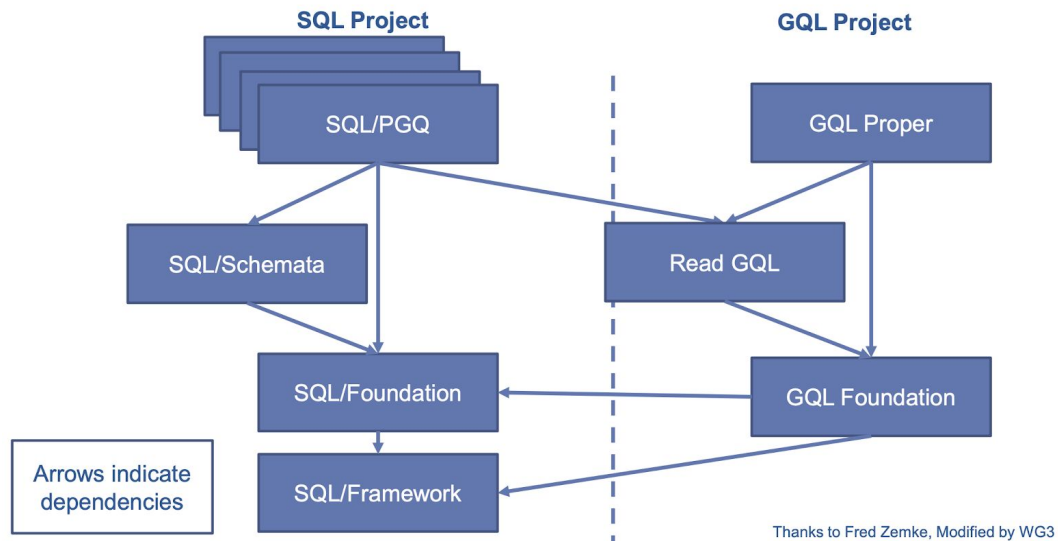 SQL Project
GQL Project
SQL/PGQ
GQL Proper
SQL/Schemata
Read GQL
SQL/Foundation
GQL Foundation
SQL/Framework
Arrows indicate
dependencies
Thanks to Fred Zemke, Modified by WG3